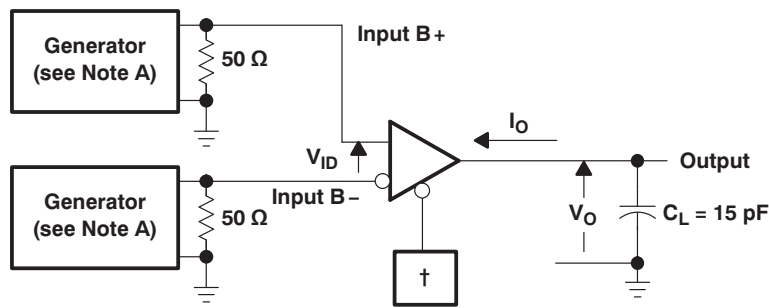 Generator
(see Note A)
50 Ω
Input B+
IO
VID
Output
Generator
(see Note A)
50 Ω
Input B−
VO
CL = 15 pF
†